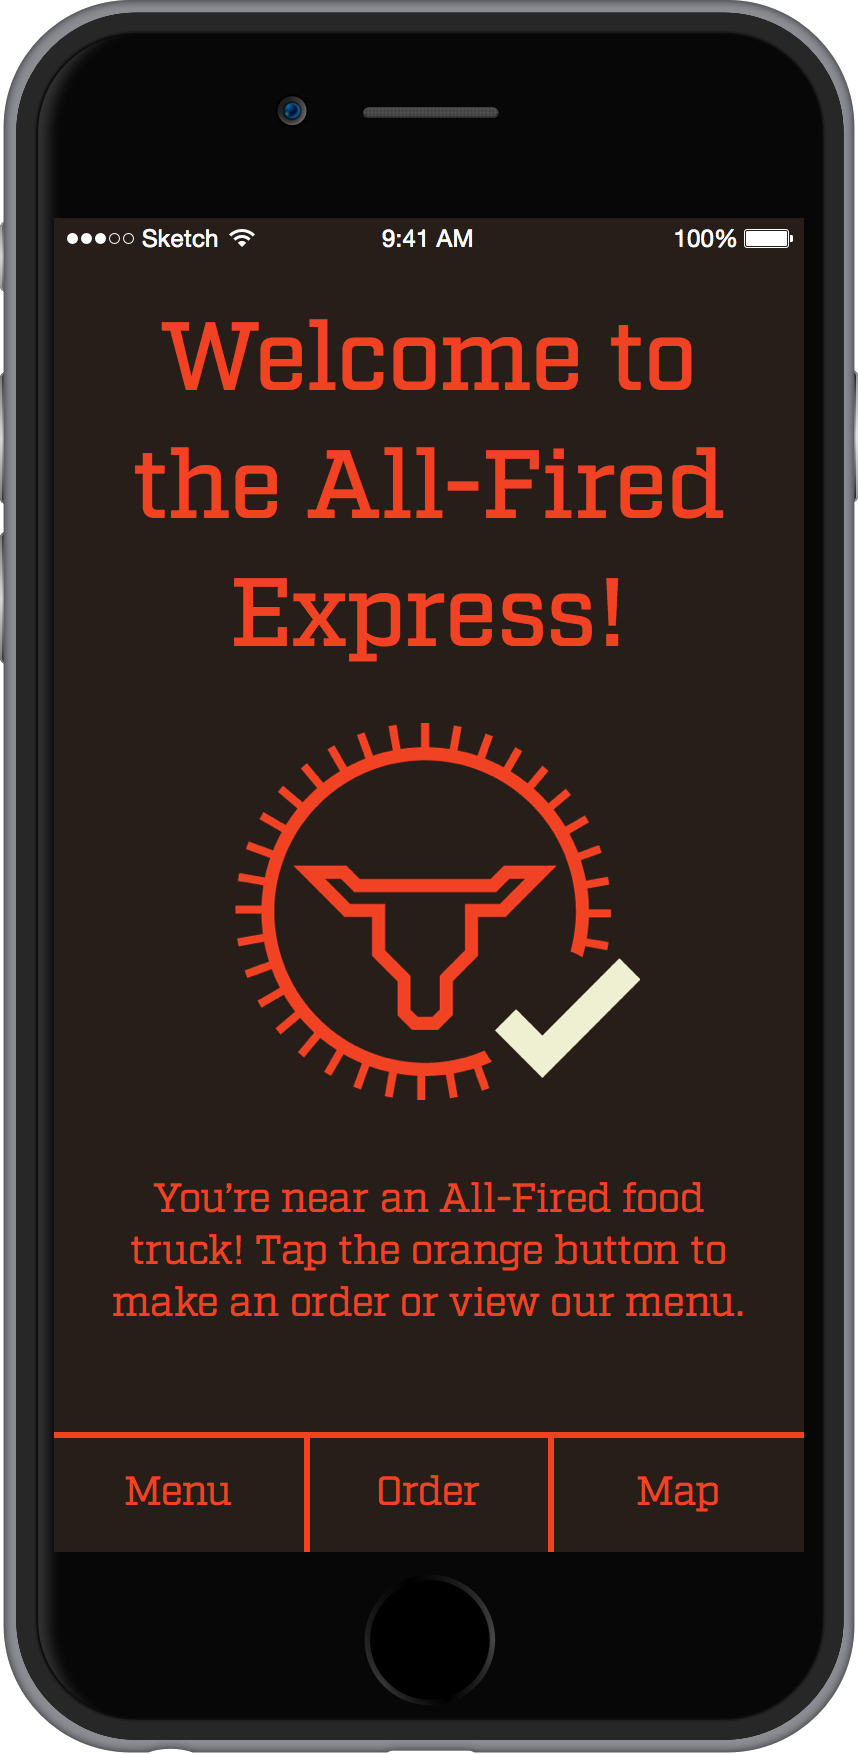 Sketch 9:41 AM 100%
Welcome to
the All-Fired
Express!
You’re near an All-Fired food
truck! Tap the orange button to
make an order or view our menu.
Menu Order Map